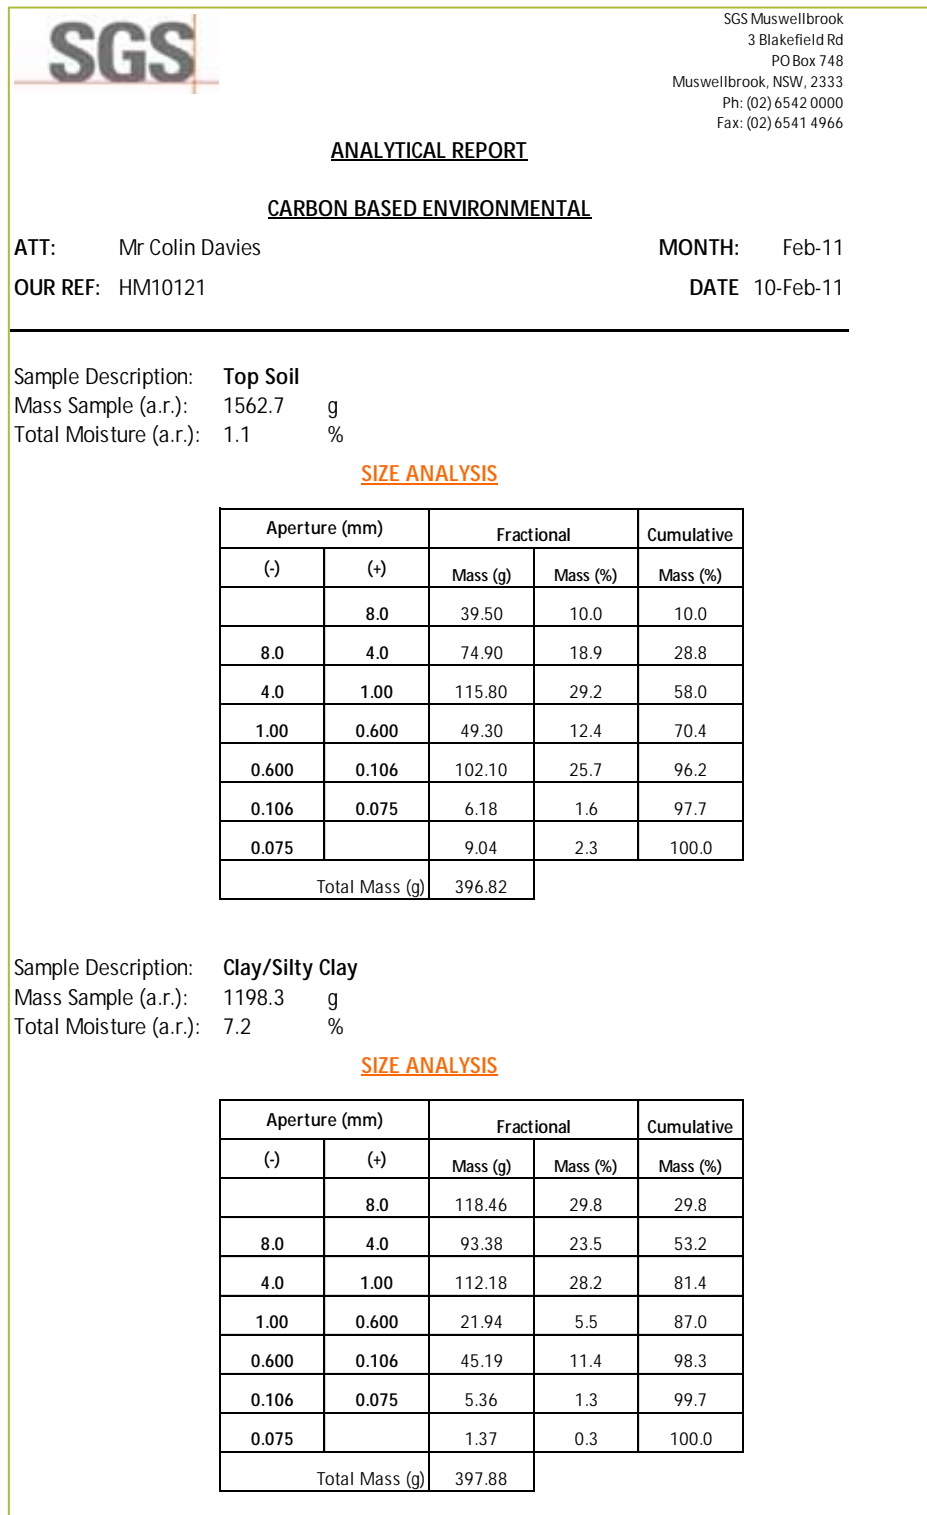 SGS
SGS Muswellbrook
3 Blakefield Rd
PO Box 748
Muswellbrook, NSW, 2333
Ph: (02) 6542 0000
Fax: (02) 6541 4966
ANALYTICAL REPORT
CARBON BASED ENVIRONMENTAL
ATT: Mr Colin Davies MONTH: Feb-11
OUR REF: HM10121 DATE 10-Feb-11
Sample Description: Top Soil
Mass Sample (a.r.): 1562.7 g
Total Moisture (a.r.): 1.1 %
SIZE ANALYSIS
Aperture (mm) Fractional Cumulative
(-) (+) Mass (g) Mass (%) Mass (%)
8.0 39.50 10.0 10.0
8.0 4.0 74.90 18.9 28.8
4.0 1.00 115.80 29.2 58.0
1.00 0.600 49.30 12.4 70.4
0.600 0.106 102.10 25.7 96.2
0.106 0.075 6.18 1.6 97.7
0.075 9.04 2.3 100.0
Total Mass (g) 396.82
Sample Description: Clay/Silty Clay
Mass Sample (a.r.): 1198.3 g
Total Moisture (a.r.): 7.2 %
SIZE ANALYSIS
Aperture (mm) Fractional Cumulative
(-) (+) Mass (g) Mass (%) Mass (%)
8.0 118.46 29.8 29.8
8.0 4.0 93.38 23.5 53.2
4.0 1.00 112.18 28.2 81.4
1.00 0.600 21.94 5.5 87.0
0.600 0.106 45.19 11.4 98.3
0.106 0.075 5.36 1.3 99.7
0.075 1.37 0.3 100.0
Total Mass (g) 397.88